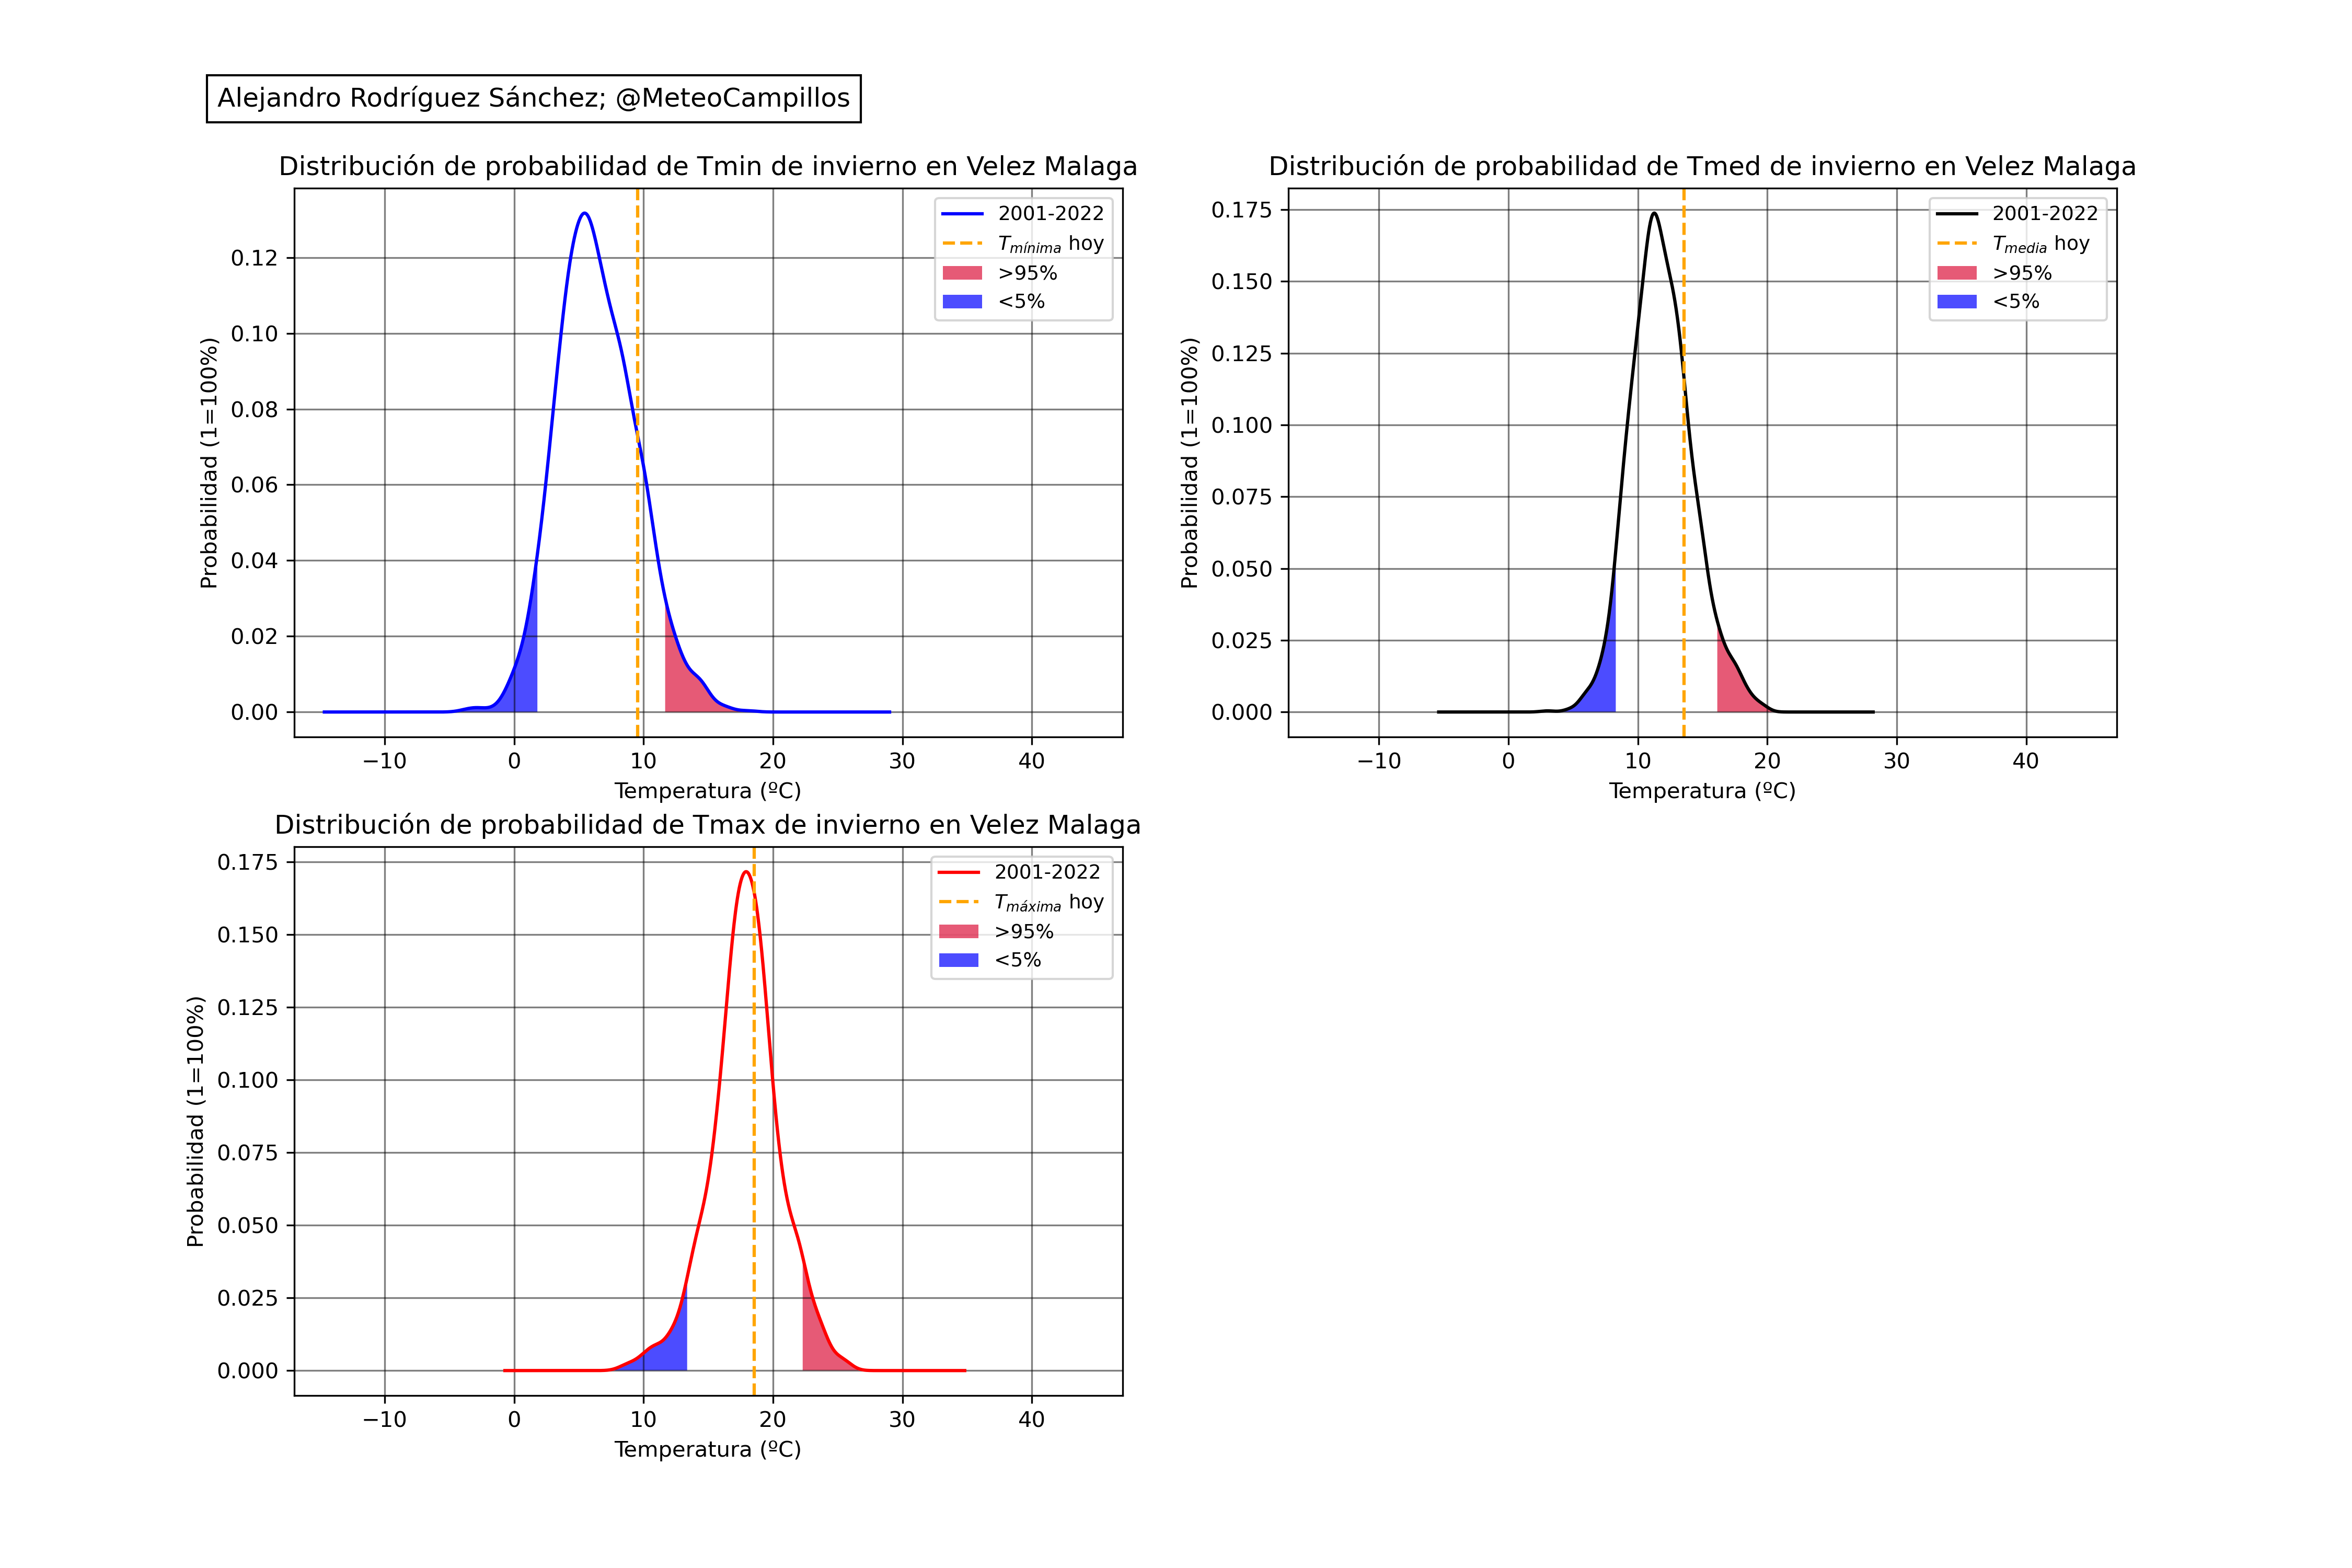 Alejandro Rodríguez Sánchez; @MeteoCampillos
Distribución de probabilidad de Tmin de invierno en Velez Malaga
Probabilidad (1=100%)
0.12
0.10
0.08
0.06
0.04
0.02
0.00
−10 0 10 20 30 40
Temperatura (ºC)
2001-2022
Tmínima hoy
>95%
<5%
Distribución de probabilidad de Tmed de invierno en Velez Malaga
Probabilidad (1=100%)
0.175
0.150
0.125
0.100
0.075
0.050
0.025
0.000
−10 0 10 20 30 40
Temperatura (ºC)
2001-2022
Tmedia hoy
>95%
<5%
Distribución de probabilidad de Tmax de invierno en Velez Malaga
Probabilidad (1=100%)
0.175
0.150
0.125
0.100
0.075
0.050
0.025
0.000
−10 0 10 20 30 40
Temperatura (ºC)
2001-2022
Tmáxima hoy
>95%
<5%